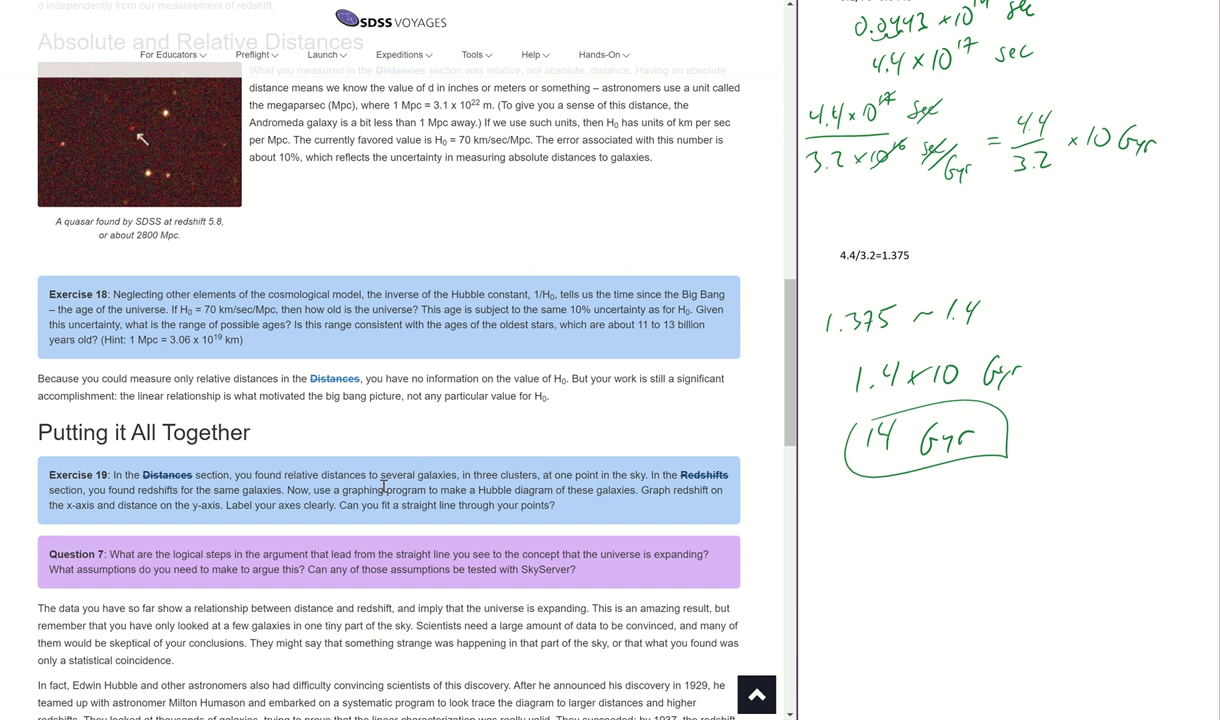 d independently from our measurement of redshift.
SDSS VOYAGES
Absolute and Relative Distances
For Educators Preflight Launch Expeditions Tools Help Hands-On
What you measured in the Distances section was relative, not absolute, distance. Having an absolute
distance means we know the value of d in inches or meters or something – astronomers use a unit called
the megaparsec (Mpc), where 1 Mpc = 3.1 x 10²² m. (To give you a sense of this distance, the
Andromeda galaxy is a bit less than 1 Mpc away.) If we use such units, then H₀ has units of km per sec
per Mpc. The currently favored value is H₀ = 70 km/sec/Mpc. The error associated with this number is
about 10%, which reflects the uncertainty in measuring absolute distances to galaxies.
A quasar found by SDSS at redshift 5.8,
or about 2800 Mpc.
Exercise 18: Neglecting other elements of the cosmological model, the inverse of the Hubble constant, 1/H₀, tells us the time since the Big Bang
– the age of the universe. If H₀ = 70 km/sec/Mpc, then how old is the universe? This age is subject to the same 10% uncertainty as for H₀. Given
this uncertainty, what is the range of possible ages? Is this range consistent with the ages of the oldest stars, which are about 11 to 13 billion
years old? (Hint: 1 Mpc = 3.06 x 10¹⁹ km)
Because you could measure only relative distances in the Distances, you have no information on the value of H₀. But your work is still a significant
accomplishment: the linear relationship is what motivated the big bang picture, not any particular value for H₀.
Putting it All Together
Exercise 19: In the Distances section, you found relative distances to several galaxies, in three clusters, at one point in the sky. In the Redshifts
section, you found redshifts for the same galaxies. Now, use a graphing program to make a Hubble diagram of these galaxies. Graph redshift on
the x-axis and distance on the y-axis. Label your axes clearly. Can you fit a straight line through your points?
Question 7: What are the logical steps in the argument that lead from the straight line you see to the concept that the universe is expanding?
What assumptions do you need to make to argue this? Can any of those assumptions be tested with SkyServer?
The data you have so far show a relationship between distance and redshift, and imply that the universe is expanding. This is an amazing result, but
remember that you have only looked at a few galaxies in one tiny part of the sky. Scientists need a large amount of data to be convinced, and many of
them would be skeptical of your conclusions. They might say that something strange was happening in that part of the sky, or that what you found was
only a statistical coincidence.
In fact, Edwin Hubble and other astronomers also had difficulty convincing scientists of this discovery. After he announced his discovery in 1929, he
teamed up with astronomer Milton Humason and embarked on a systematic program to look trace the diagram to larger distances and higher
redshifts. They looked at thousands of galaxies, trying to prove that the linear characterization was really valid. They succeeded: by 1937, the redshift
0.0443 ×10¹⁹ sec
4.4 × 10¹⁷ sec
4.4 × 10¹⁷ sec
3.2 × 10¹⁶ sec/Gyr
= 4.4/3.2 × 10 Gyr
4.4/3.2=1.375
1.375 ~ 1.4
1.4 × 10 Gyr
14 Gyr